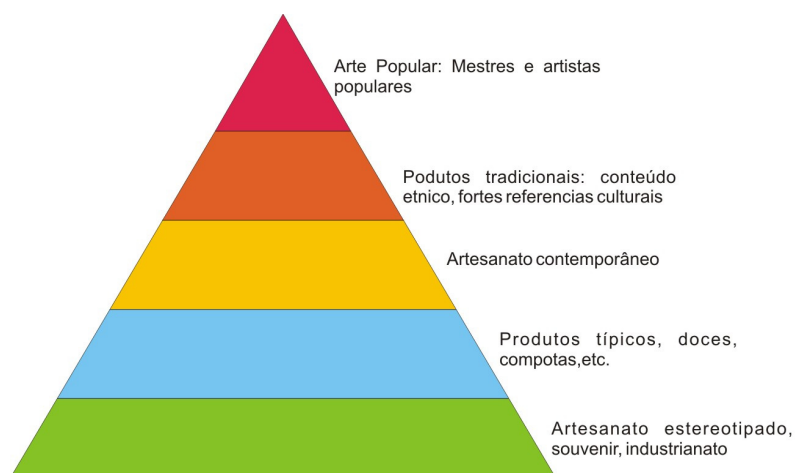 Arte Popular: Mestres e artistas
populares
Podutos tradicionais: conteúdo
etnico, fortes referencias culturais
Artesanato contemporâneo
Produtos típicos, doces,
compotas,etc.
Artesanato estereotipado,
souvenir, industrianato